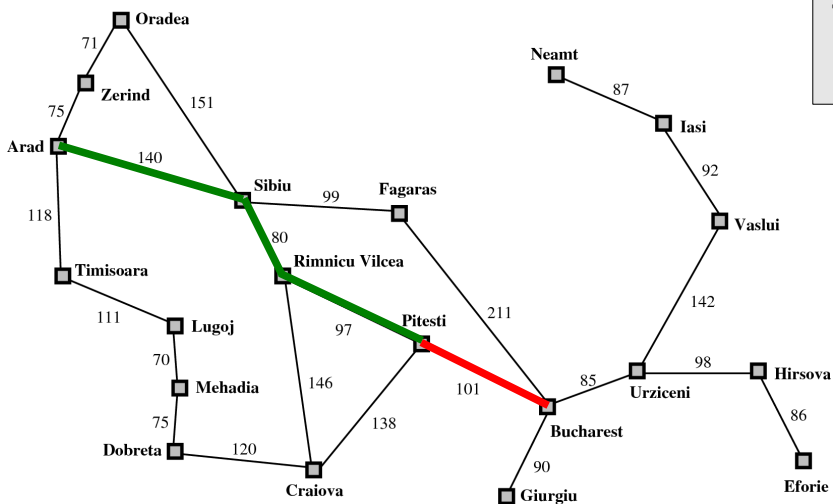 Oradea
71
Neamt
Zerind
87
151
75
Iasi
Arad
140
92
Sibiu
Fagaras
99
118
Vaslui
80
Timisoara
Rimnicu Vilcea
142
111
211
Lugoj
97
Pitesti
70
98
Hirsova
146
101
85
Mehadia
Urziceni
86
75
138
Bucharest
Dobreta
120
90
Craiova
Giurgiu
Eforie